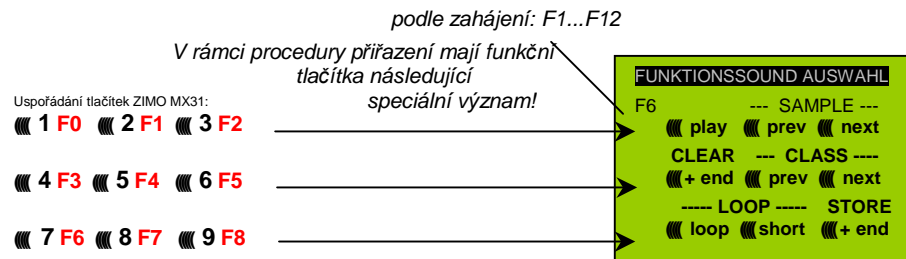 podle zahájení: F1...F12
V rámci procedury přiřazení mají funkční
tlačítka následující
speciální význam!
Uspořádání tlačítek ZIMO MX31:
1 F0 2 F1 3 F2
4 F3 5 F4 6 F5
7 F6 8 F7 9 F8
FUNKTIONSSOUND AUSWAHL
F6 --- SAMPLE ---
play prev next
CLEAR --- CLASS ----
+ end prev next
----- LOOP ----- STORE
loop short + end